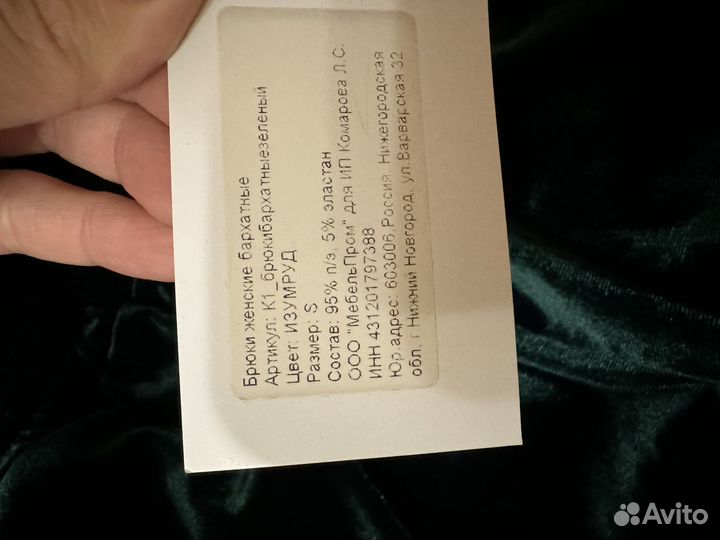 Брюки женские бархатные
Артикул: К1_брюкибархатныезеленый
Цвет: ИЗУМРУД
Размер: S
Состав: 95% п/э, 5% эластан
ООО "МебельПром" для ИП Комарова Л.С.
ИНН 431201797388
Юр.адрес: 603006,Россия, Нижегородская
обл, г Нижний Новгород, ул.Варварская 32
Avito